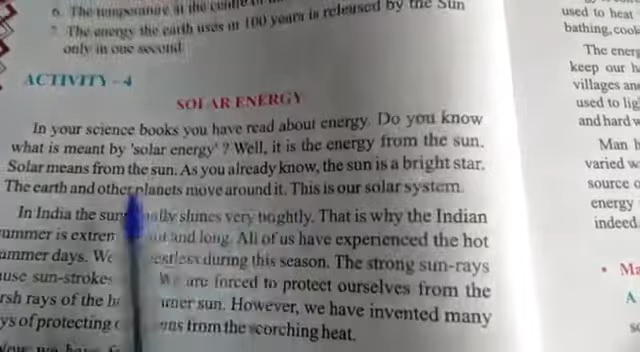 6. The temperature at the centre of
7. The energy the earth uses in 100 years is released by the Sun
only in one second
ACTIVITY - 4
SOLAR ENERGY
In your science books you have read about energy. Do you know
what is meant by 'solar energy' ? Well, it is the energy from the sun.
Solar means from the sun. As you already know, the sun is a bright star.
The earth and other planets move around it. This is our solar system.
In India the sun shines very brightly. That is why the Indian
and long. All of us have experienced the hot
days. We during this season. The strong sun-rays
sun-strokes We are forced to protect ourselves from the
rays of the sun. However, we have invented many
of protecting from the scorching heat.
used to heat
bathing, cook
The energ
keep our h
villages an
used to lig
and hard w
Man h
varied w
source o
energy
indeed.
• Ma
A